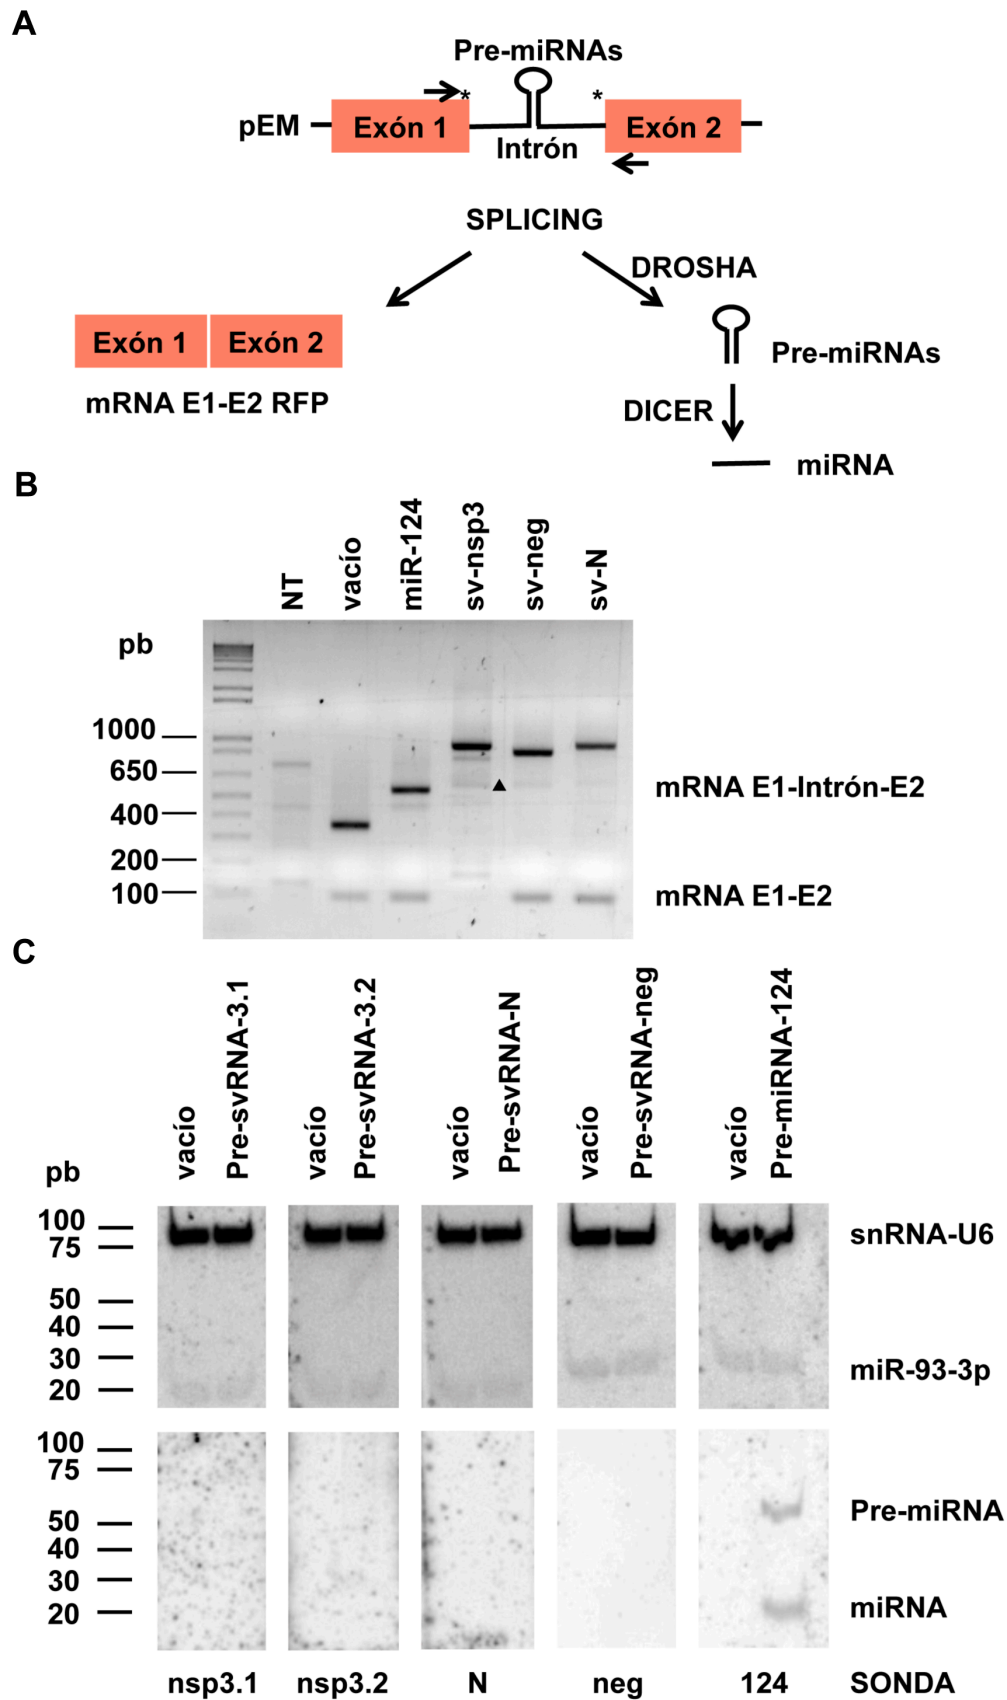 A
Pre-miRNAs
* *
pEM Exón 1 Exón 2
Intrón
SPLICING
DROSHA
Exón 1 Exón 2
Pre-miRNAs
mRNA E1-E2 RFP
DICER
miRNA
B
NT vacío miR-124 sv-nsp3 sv-neg sv-N
pb
1000
650
mRNA E1-Intrón-E2
400
200
100
mRNA E1-E2
C
vacío Pre-svRNA-3.1 vacío Pre-svRNA-3.2 vacío Pre-svRNA-N vacío Pre-svRNA-neg vacío Pre-miRNA-124
pb
100
snRNA-U6
75
50
40
30
miR-93-3p
20
100
75
Pre-miRNA
50
40
30
miRNA
20
nsp3.1 nsp3.2 N neg 124 SONDA